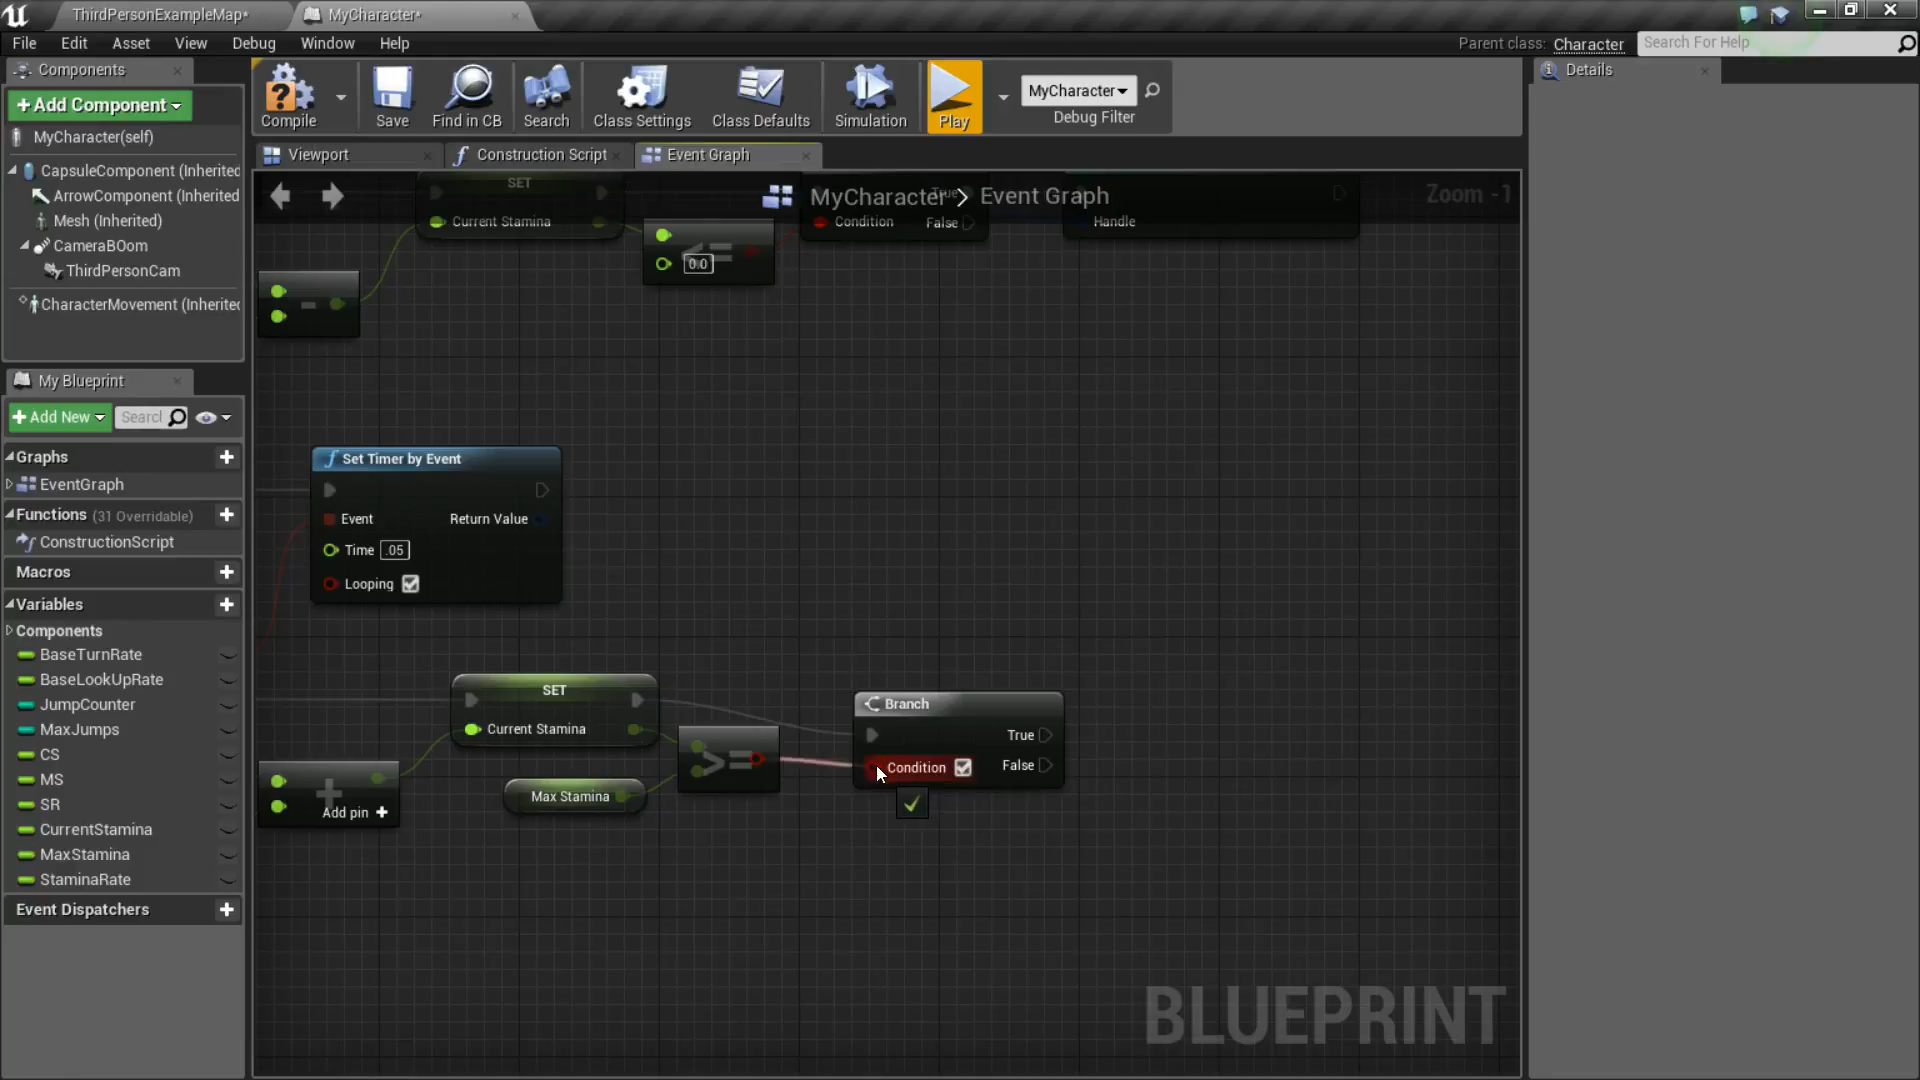 ThirdPersonExampleMap*
MyCharacter*
File Edit Asset View Debug Window Help
Parent class: Character
Search For Help
Components
+Add Component
MyCharacter(self)
CapsuleComponent (Inherited
ArrowComponent (Inherited
Mesh (Inherited)
CameraBOom
ThirdPersonCam
CharacterMovement (Inherited
Compile
Save
Find in CB
Search
Class Settings
Class Defaults
Simulation
Play
MyCharacter
Debug Filter
Details
Viewport
Construction Script
Event Graph
MyCharacter > Event Graph
Zoom -1
My Blueprint
+Add New
Search
Graphs
EventGraph
Functions (31 Overridable)
ConstructionScript
Macros
Variables
Components
BaseTurnRate
BaseLookUpRate
JumpCounter
MaxJumps
CS
MS
SR
CurrentStamina
MaxStamina
StaminaRate
Event Dispatchers
SET
Current Stamina
<=
0.0
True
Condition
False
Handle
-
Set Timer by Event
Event
Return Value
Time .05
Looping
SET
Current Stamina
+
Add pin +
Max Stamina
>=
Branch
True
Condition
False
BLUEPRINT